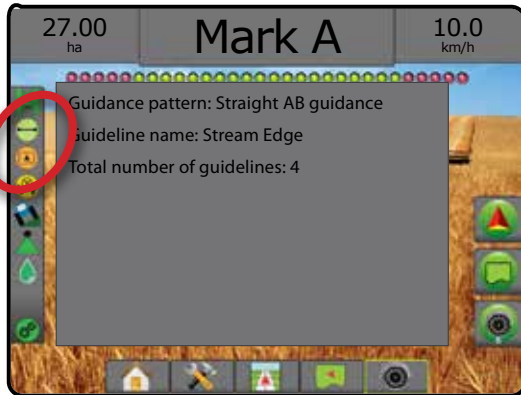 27.00
ha
Mark A
10.0
km/h
Guidance pattern: Straight AB guidance
Guideline name: Stream Edge
Total number of guidelines: 4